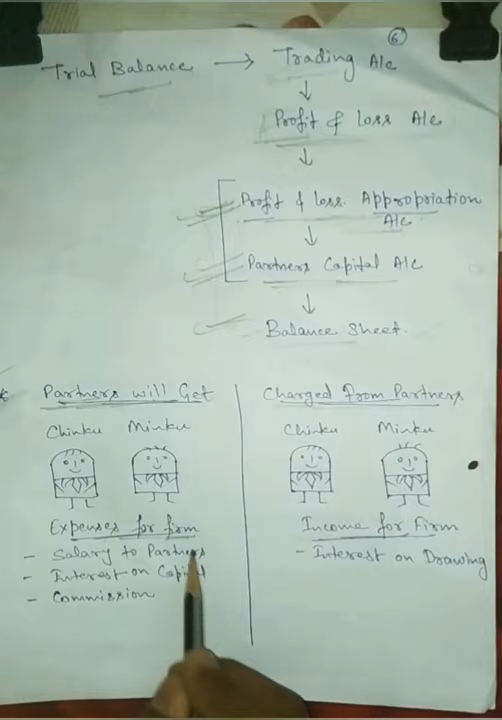 6
Trial Balance → Trading A/c
↓
Profit & Loss A/c
↓
Profit & Loss. Appropriation
A/c
↓
Partners Capital A/c
↓
Balance Sheet.
Partners will Get
Chinku Minku
Expenses for firm
- Salary to Partners
- Interest on Capital
- Commission
Charged from Partners
Chinku Minku
Income for Firm
- Interest on Drawing